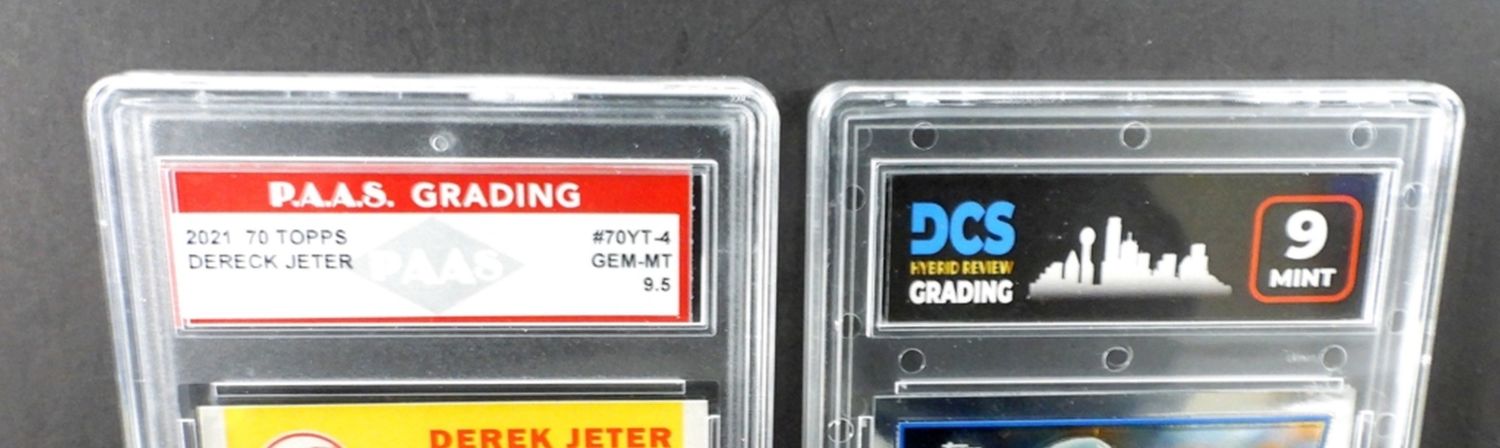 P.A.A.S. GRADING
2021 70 TOPPS
DERECK JETER
#70YT-4
GEM-MT
9.5
PAAS
DEREK JETER
DCS
HYBRID REVIEW
GRADING
9
MINT